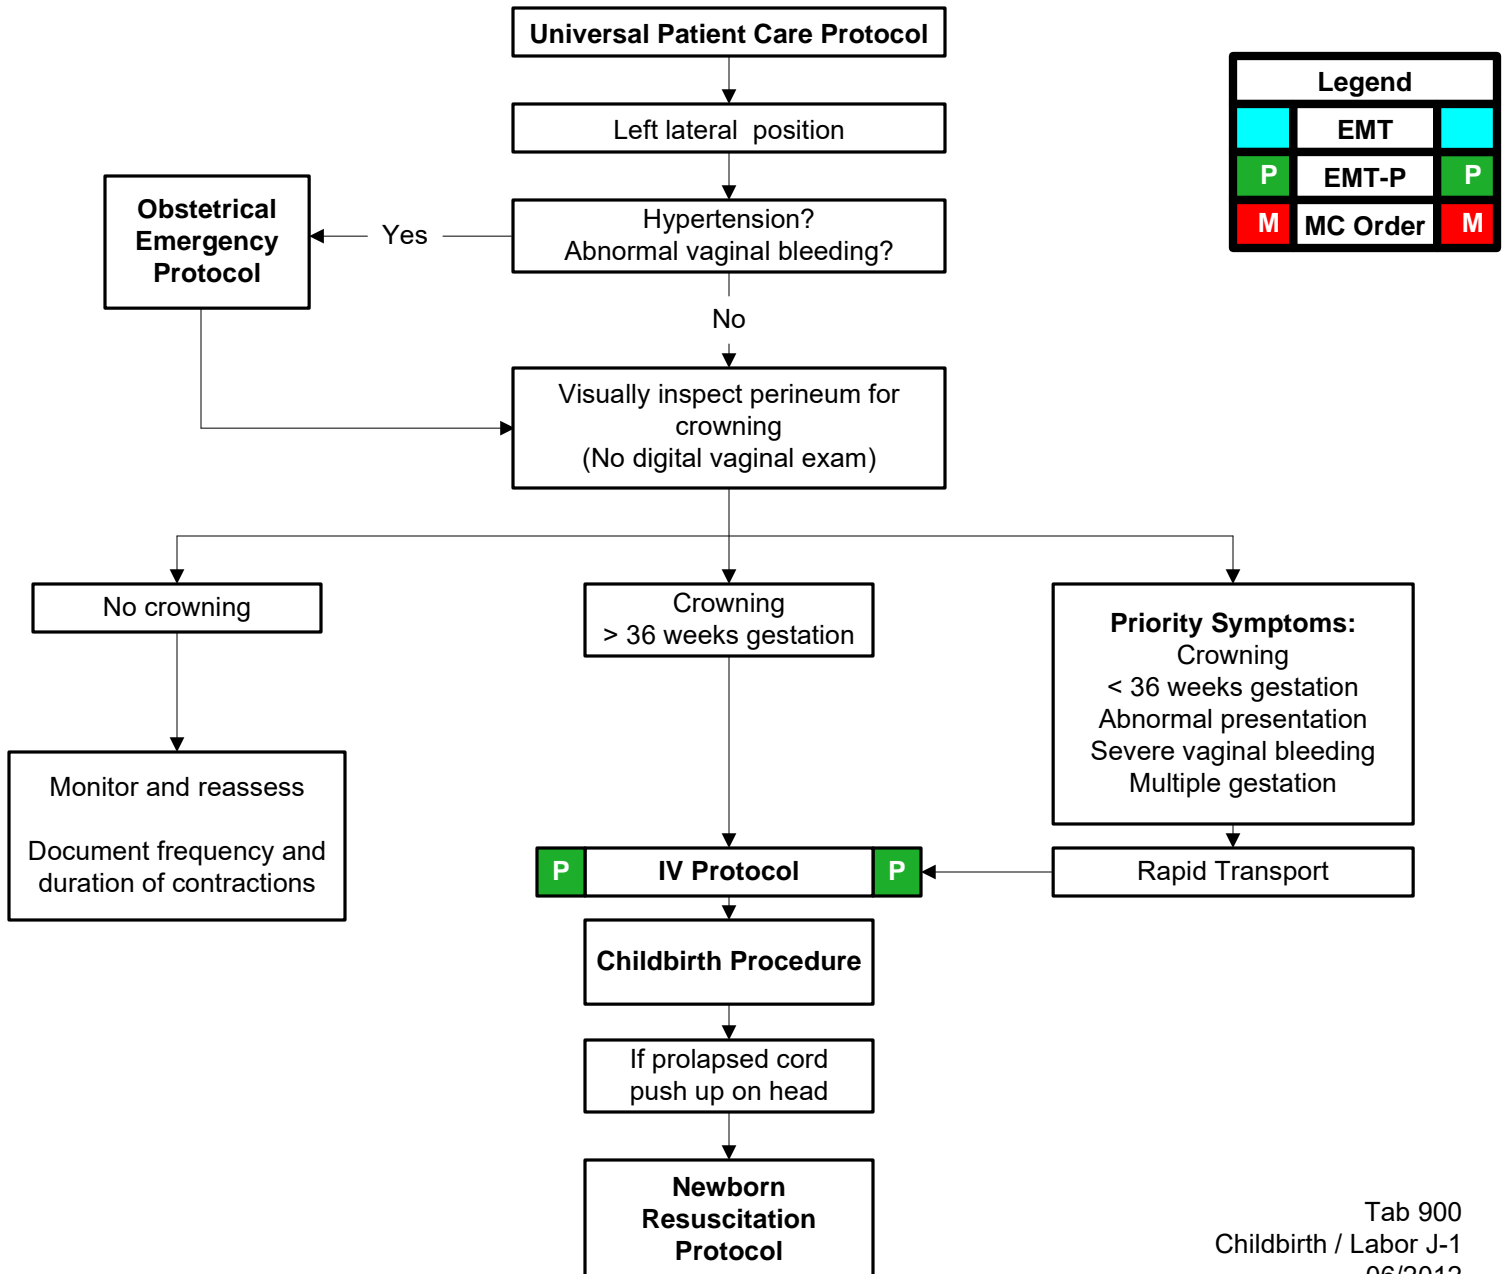 Universal Patient Care Protocol
Legend
EMT
P EMT-P P
M MC Order M
Left lateral position
Obstetrical
Emergency
Protocol
Yes
Hypertension?
Abnormal vaginal bleeding?
No
Visually inspect perineum for
crowning
(No digital vaginal exam)
No crowning
Crowning
> 36 weeks gestation
Priority Symptoms:
Crowning
< 36 weeks gestation
Abnormal presentation
Severe vaginal bleeding
Multiple gestation
Monitor and reassess
Document frequency and
duration of contractions
P IV Protocol P
Rapid Transport
Childbirth Procedure
If prolapsed cord
push up on head
Newborn
Resuscitation
Protocol
Tab 900
Childbirth / Labor J-1
06/2012